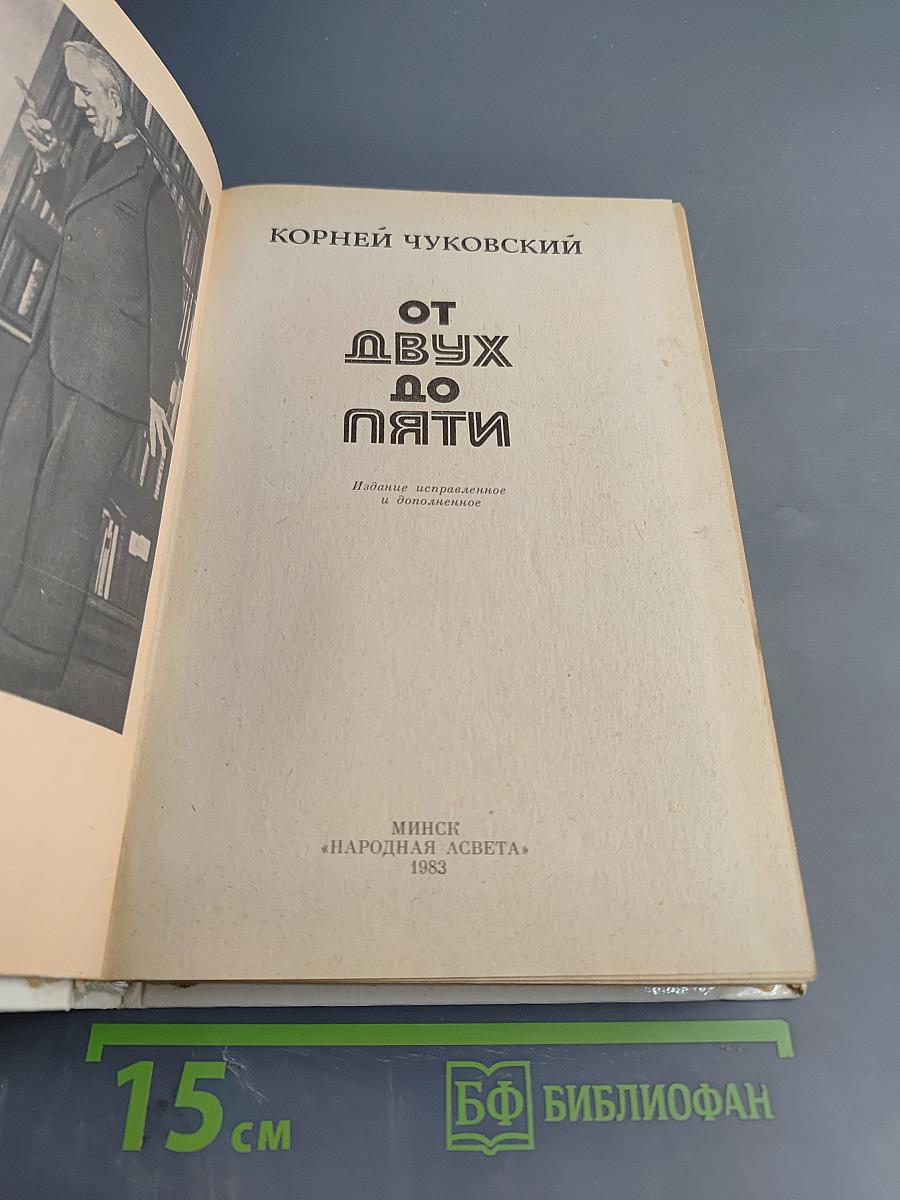 КОРНЕЙ ЧУКОВСКИЙ
ОТ
ДВУХ
ДО
ПЯТИ
Издание исправленное
и дополненное
МИНСК
«НАРОДНАЯ АСВЕТА»
1983
15 см
БФ БИБЛИОФАН